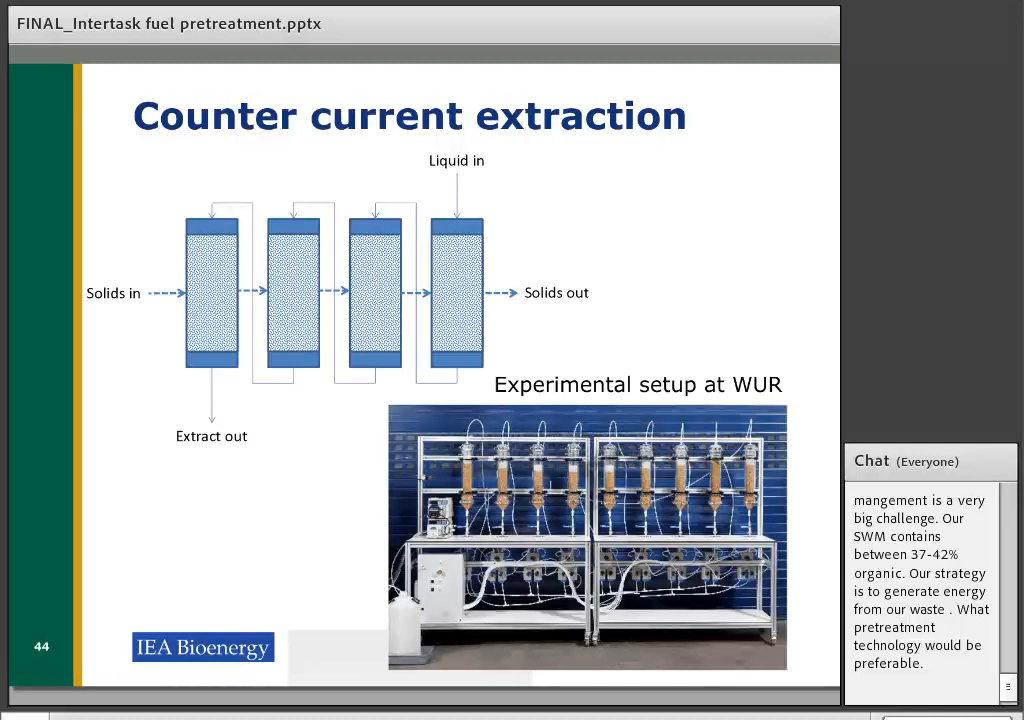 FINAL_Intertask fuel pretreatment.pptx
Counter current extraction
Liquid in
Solids in
Solids out
Extract out
Experimental setup at WUR
44
IEA Bioenergy
Chat (Everyone)
mangement is a very
big challenge. Our
SWM contains
between 37-42%
organic. Our strategy
is to generate energy
from our waste . What
pretreatment
technology would be
preferable.